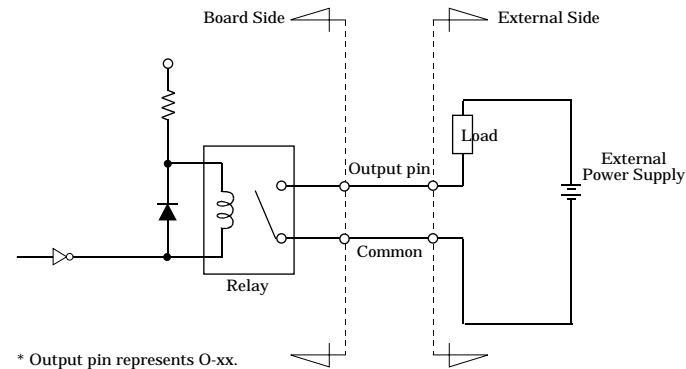 Board Side
External Side
Load
Output pin
External
Power Supply
Common
Relay
* Output pin represents O-xx.